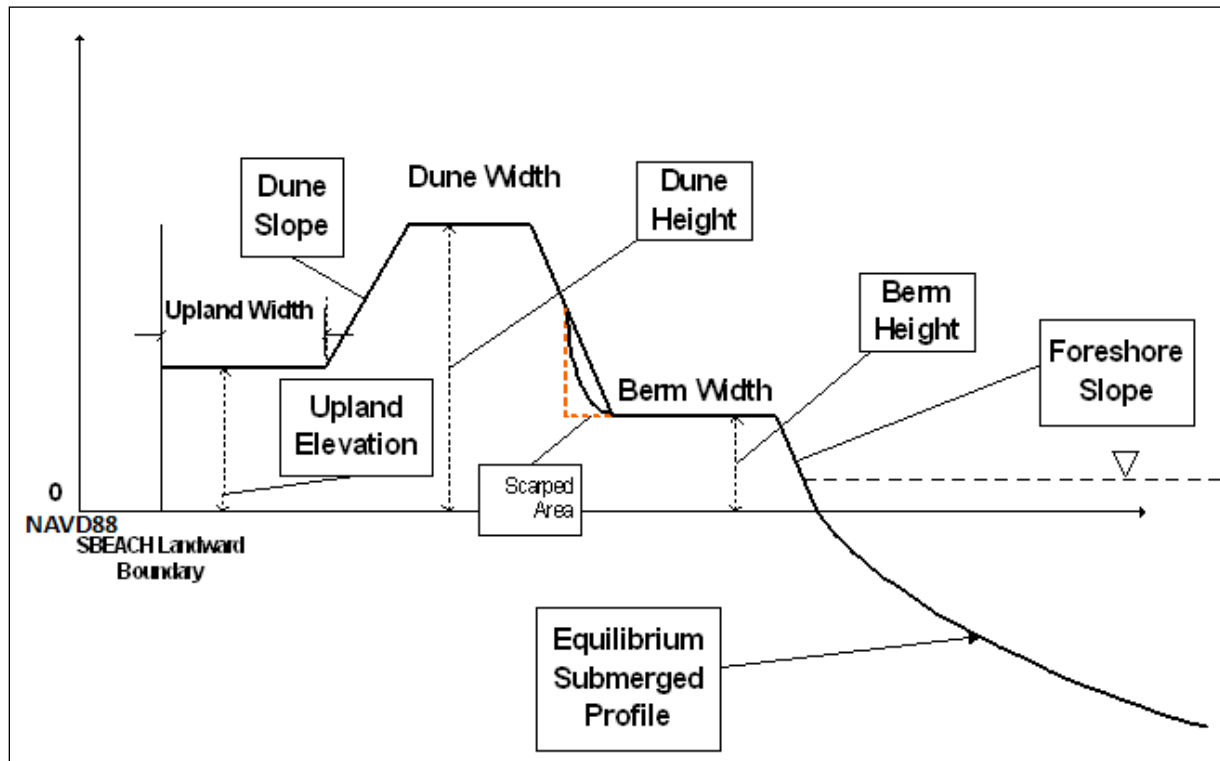 Dune
Slope
Dune Width
Dune
Height
Upland Width
Berm
Height
Foreshore
Slope
Upland
Elevation
Berm Width
Scarped
Area
0
NAVD88
SBEACH Landward
Boundary
Equilibrium
Submerged
Profile